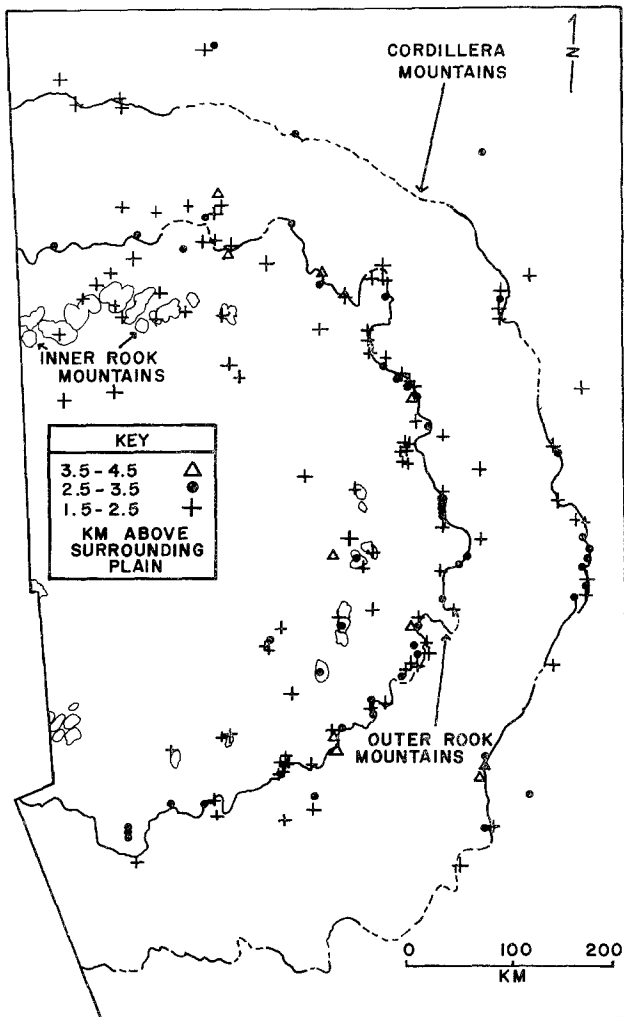 CORDILLERA
MOUNTAINS
N
INNER ROOK
MOUNTAINS
KEY
3.5-4.5 △
2.5-3.5 ●
1.5-2.5 +
KM ABOVE
SURROUNDING
PLAIN
OUTER ROOK
MOUNTAINS
0 100 200
KM